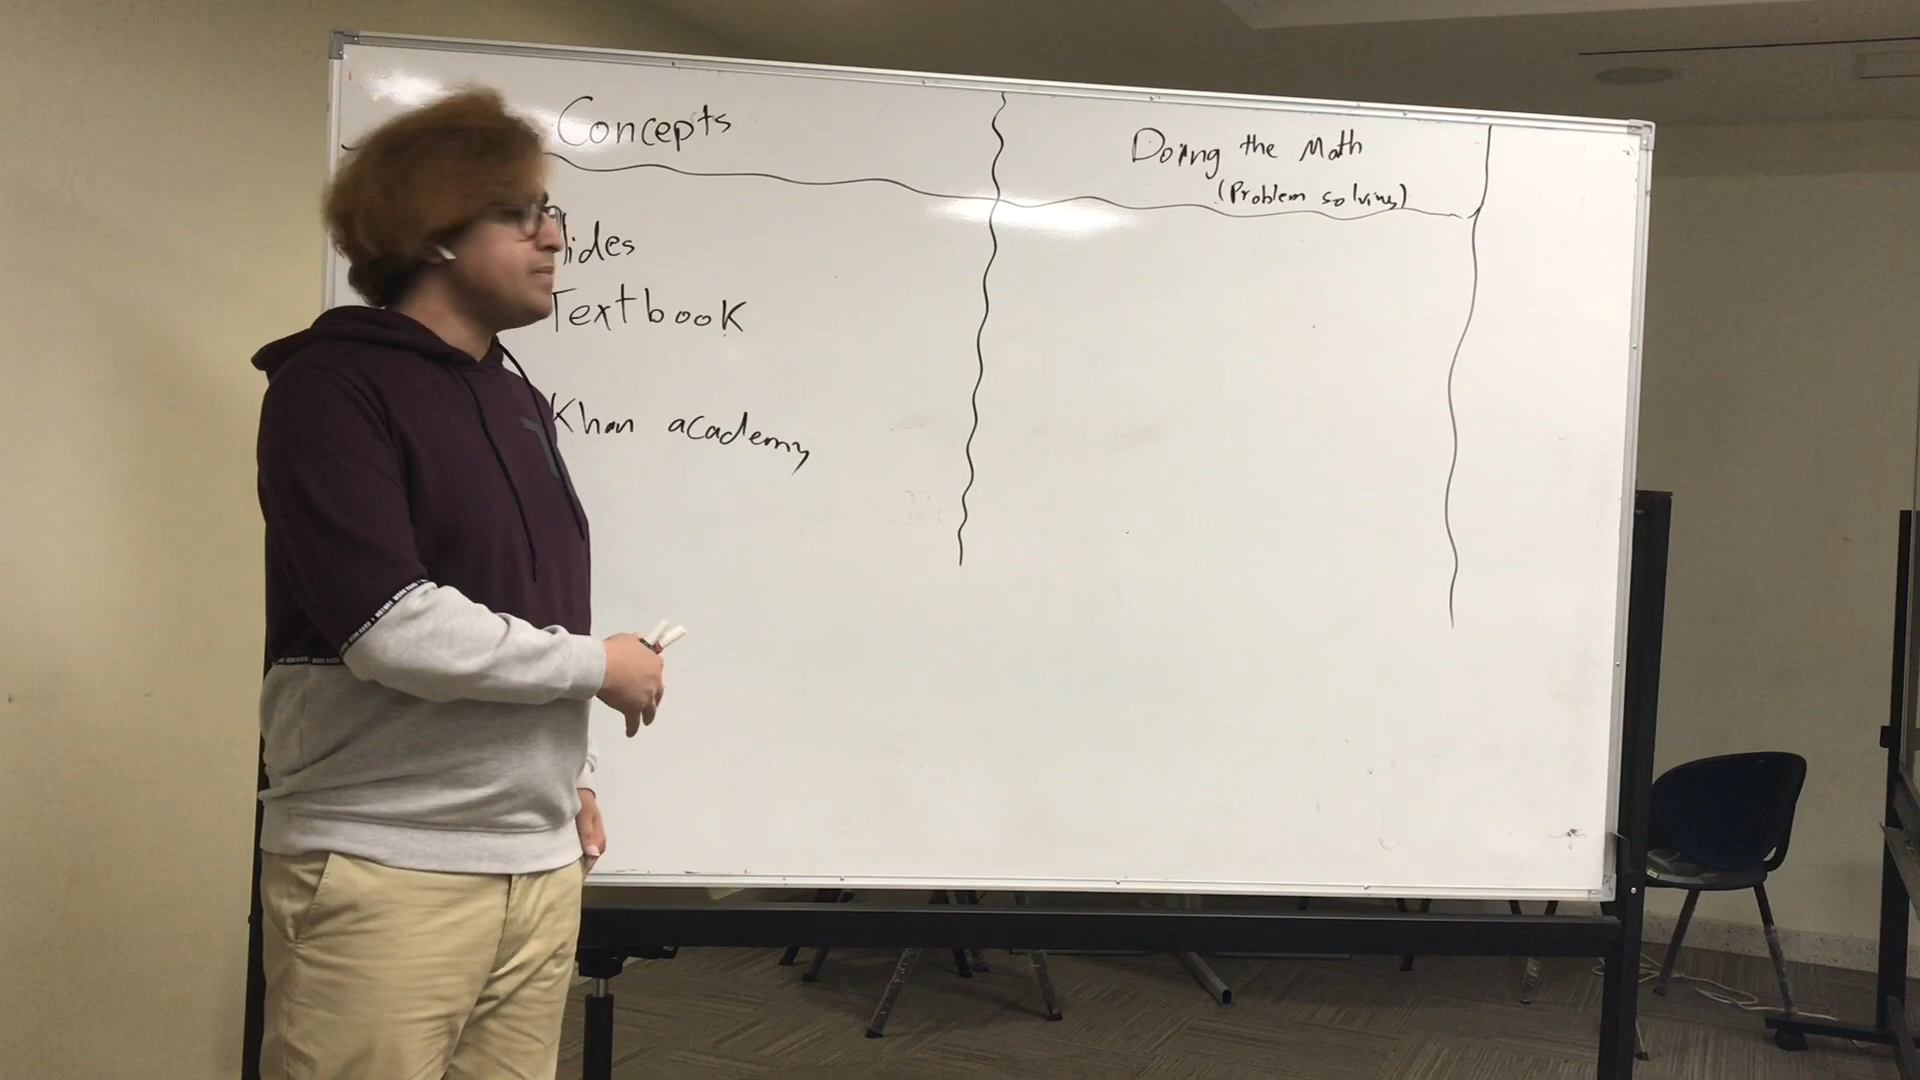 Concepts
Doing the Math
(Problem solving)
lides
Textbook
Khan academy